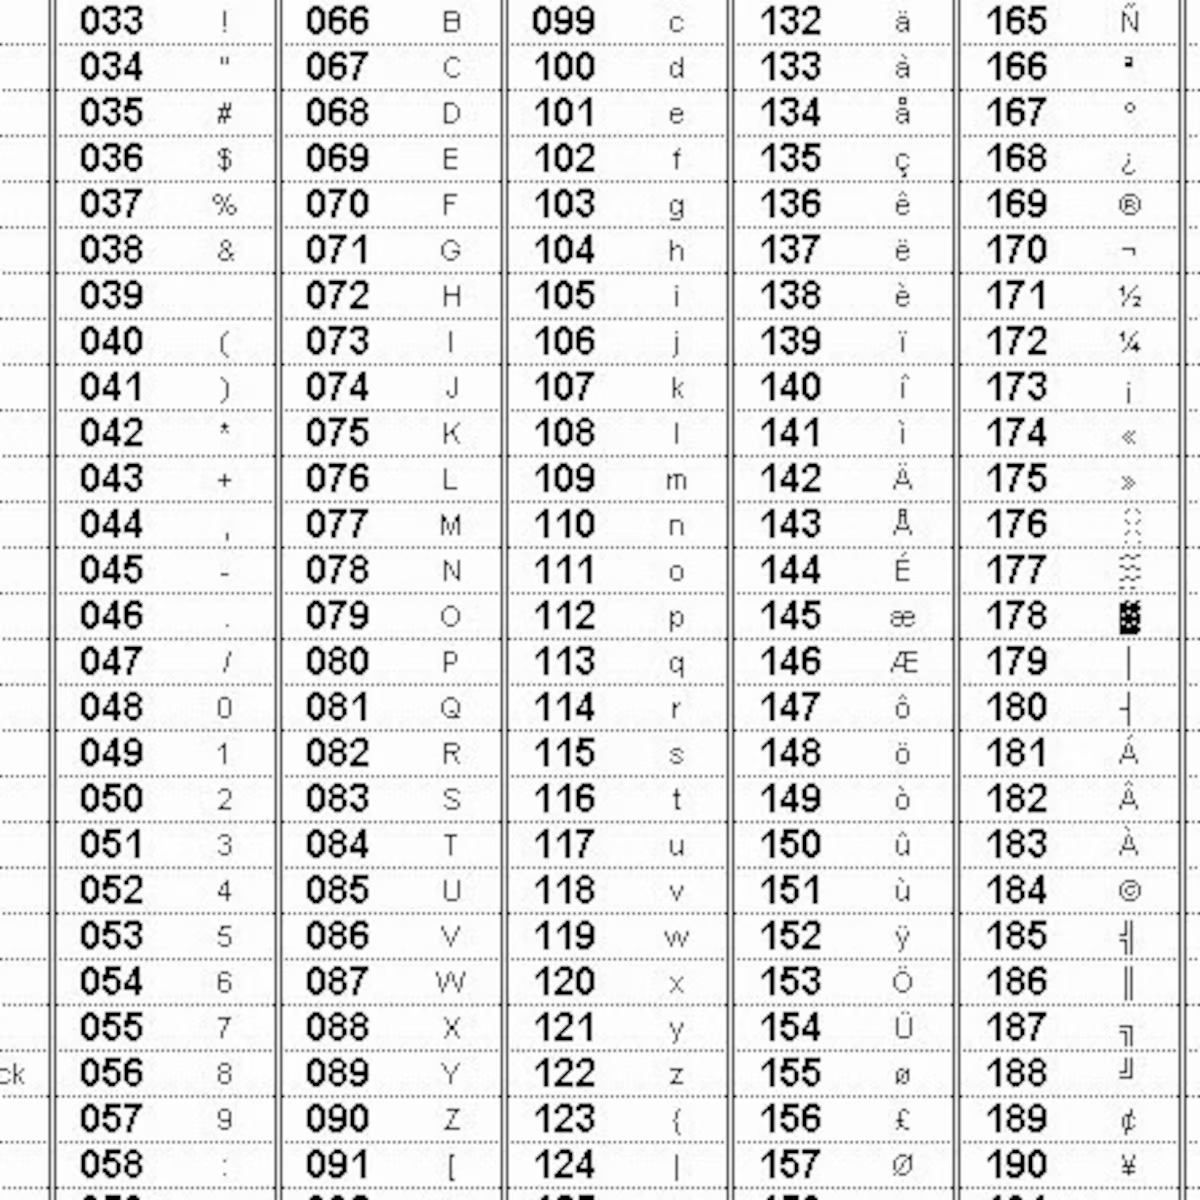 033 ! 066 B 099 c 132 ä 165 Ñ
034 " 067 C 100 d 133 à 166 ª
035 # 068 D 101 e 134 å 167 º
036 $ 069 E 102 f 135 ç 168 ¿
037 % 070 F 103 g 136 ê 169 ®
038 & 071 G 104 h 137 ë 170 ¬
039 072 H 105 i 138 è 171 ½
040 ( 073 I 106 j 139 ï 172 ¼
041 ) 074 J 107 k 140 î 173 ¡
042 * 075 K 108 l 141 ì 174 «
043 + 076 L 109 m 142 Ä 175 »
044 , 077 M 110 n 143 Å 176 ░
045 - 078 N 111 o 144 É 177 ▒
046 . 079 O 112 p 145 æ 178 ▓
047 / 080 P 113 q 146 Æ 179 │
048 0 081 Q 114 r 147 ô 180 ┤
049 1 082 R 115 s 148 ö 181 Á
050 2 083 S 116 t 149 ò 182 Â
051 3 084 T 117 u 150 û 183 À
052 4 085 U 118 v 151 ù 184 ©
053 5 086 V 119 w 152 ÿ 185 ╣
054 6 087 W 120 x 153 Ö 186 ║
055 7 088 X 121 y 154 Ü 187 ╗
ck 056 8 089 Y 122 z 155 ø 188 ╝
057 9 090 Z 123 { 156 £ 189 ¢
058 : 091 [ 124 | 157 Ø 190 ¥